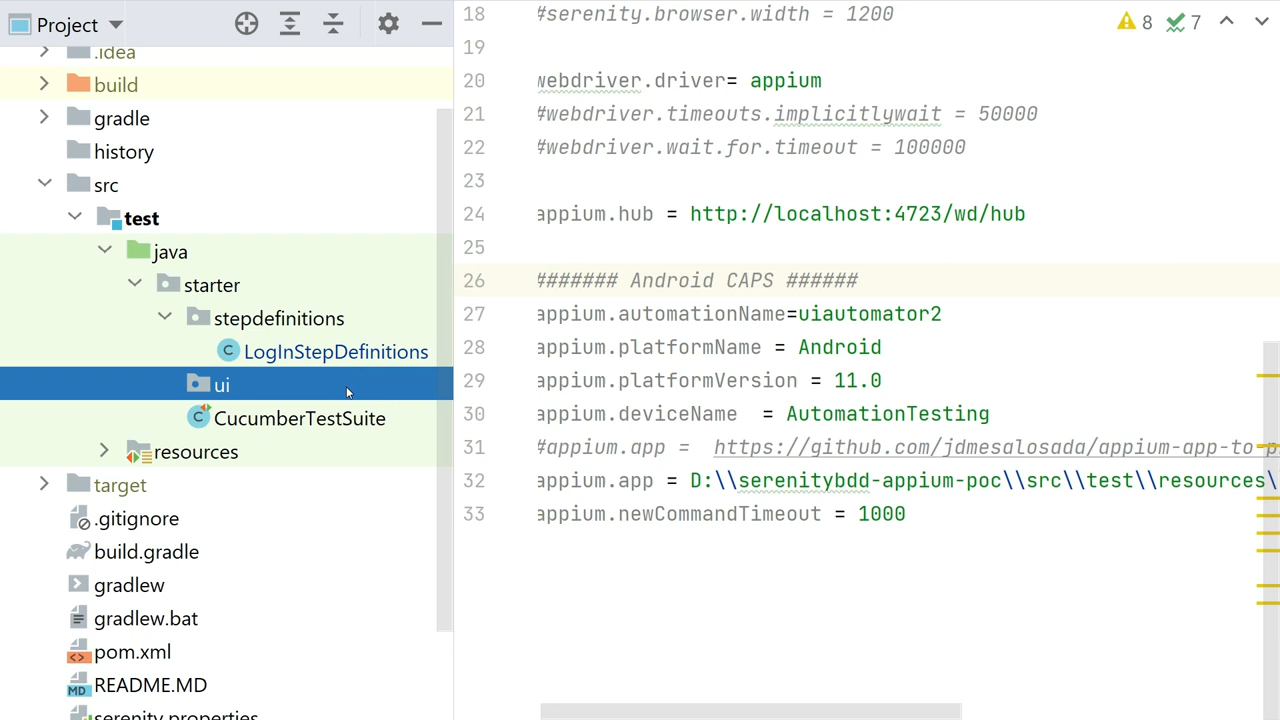 Project
.idea
build
gradle
history
src
test
java
starter
stepdefinitions
C LogInStepDefinitions
ui
C CucumberTestSuite
resources
target
.gitignore
build.gradle
gradlew
gradlew.bat
pom.xml
MD README.MD
serenity.properties
8 7
18 #serenity.browser.width = 1200
19
20 webdriver.driver= appium
21 #webdriver.timeouts.implicitlywait = 50000
22 #webdriver.wait.for.timeout = 100000
23
24 appium.hub = http://localhost:4723/wd/hub
25
26 ####### Android CAPS ######
27 appium.automationName=uiautomator2
28 appium.platformName = Android
29 appium.platformVersion = 11.0
30 appium.deviceName  = AutomationTesting
31 #appium.app =  https://github.com/jdmesalosada/appium-app-to-p
32 appium.app = D:\\serenitybdd-appium-poc\\src\\test\\resources\
33 appium.newCommandTimeout = 1000